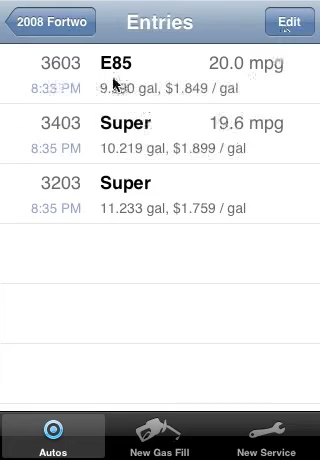 2008 Fortwo Entries Edit
3603 E85 20.0 mpg
8:33 PM gal, $1.849 / gal
3403 Super 19.6 mpg
8:35 PM 10.219 gal, $1.899 / gal
3203 Super
8:35 PM 11.233 gal, $1.759 / gal
Autos New Gas Fill New Service